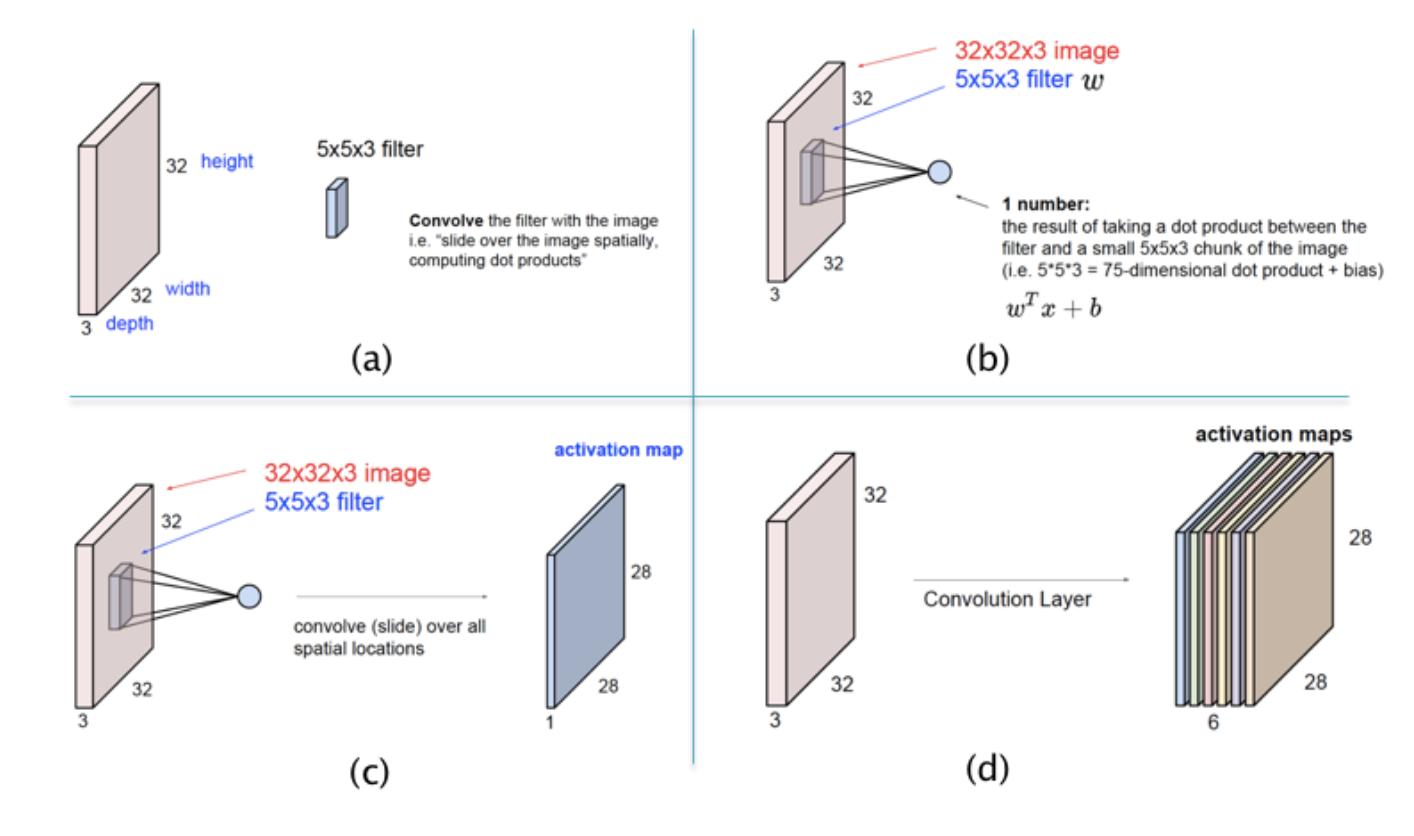 32 height
5x5x3 filter
Convolve the filter with the image
i.e. “slide over the image spatially,
computing dot products”
32 width
3 depth
(a)
32x32x3 image
5x5x3 filter w
32
1 number:
the result of taking a dot product between the
filter and a small 5x5x3 chunk of the image
(i.e. 5*5*3 = 75-dimensional dot product + bias)
32
3
w^T x + b
(b)
activation map
32x32x3 image
5x5x3 filter
32
28
convolve (slide) over all
spatial locations
32
28
3
1
(c)
activation maps
32
28
Convolution Layer
32
28
3
6
(d)